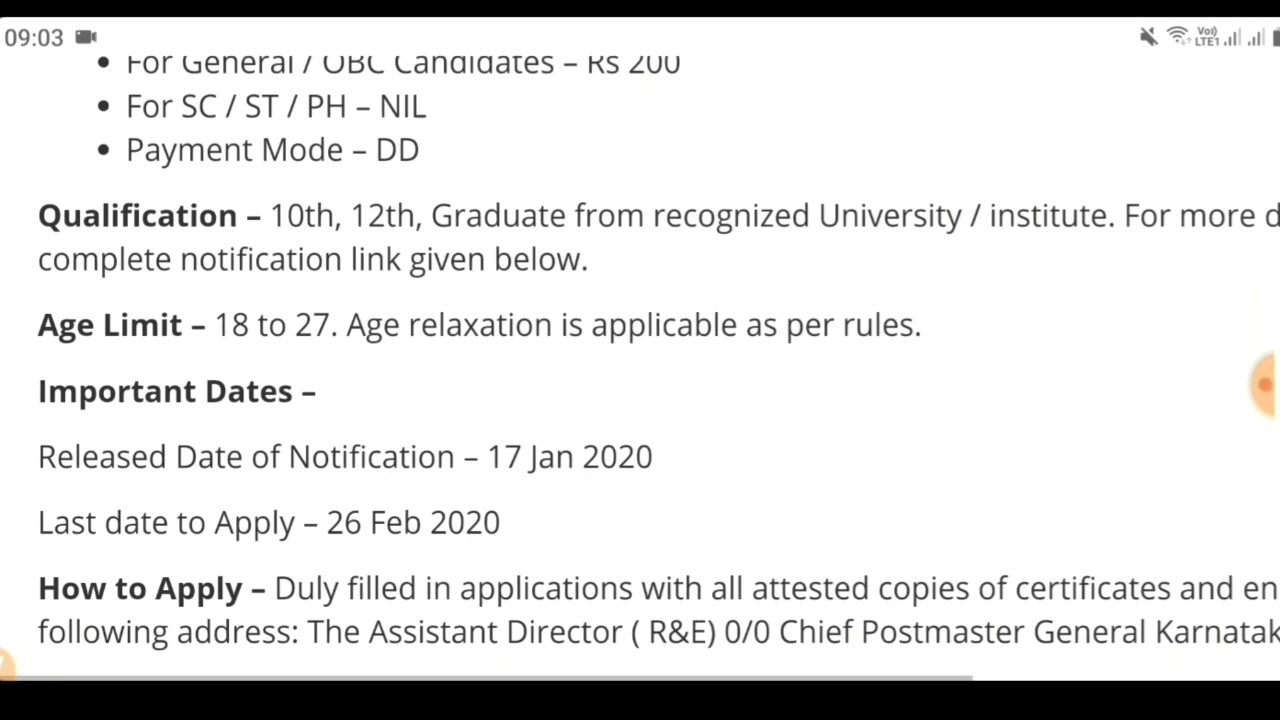 09:03
Vo)) LTE1
• For General / OBC Candidates – Rs 200
• For SC / ST / PH – NIL
• Payment Mode – DD
Qualification – 10th, 12th, Graduate from recognized University / institute. For more d
complete notification link given below.
Age Limit – 18 to 27. Age relaxation is applicable as per rules.
Important Dates –
Released Date of Notification – 17 Jan 2020
Last date to Apply – 26 Feb 2020
How to Apply – Duly filled in applications with all attested copies of certificates and en
following address: The Assistant Director ( R&E) 0/0 Chief Postmaster General Karnatak